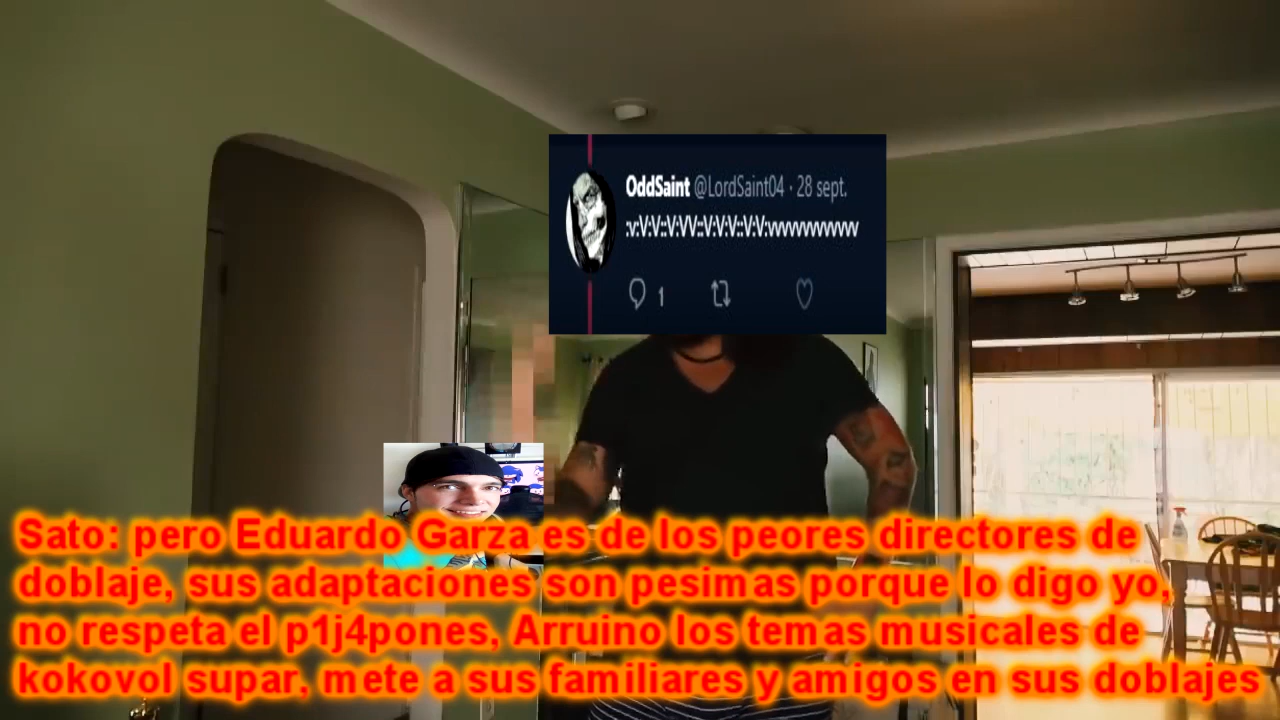 OddSaint @LordSaint04 · 28 sept.
:v:V:V::V:VV::V:V:V::V:V:vwvwvwvwvw
1
Sato: pero Eduardo Garza es de los peores directores de
doblaje, sus adaptaciones son pesimas porque lo digo yo,
no respeta el p1j4pones, Arruino los temas musicales de
kokovol supar, mete a sus familiares y amigos en sus doblajes